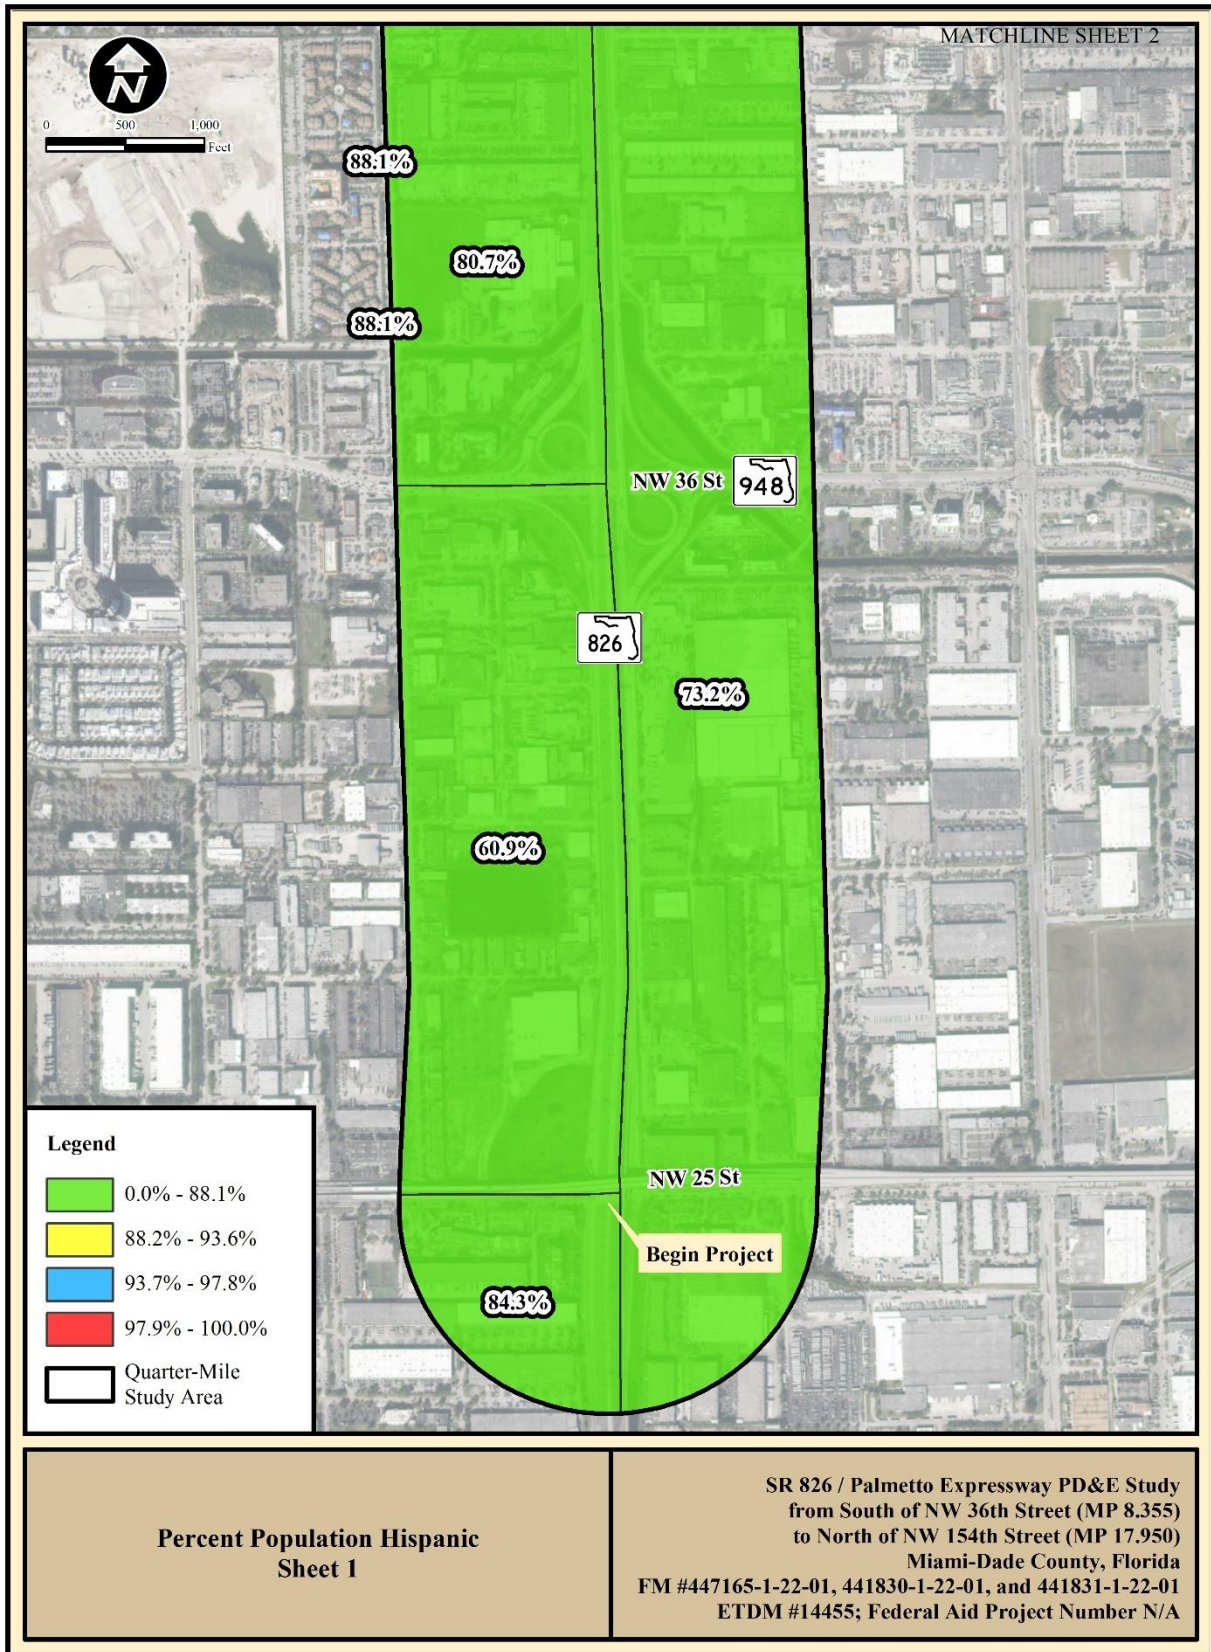 MATCHLINE SHEET 2
N
0 500 1,000
Feet
88.1%
80.7%
88.1%
NW 36 St
948
826
73.2%
60.9%
NW 25 St
Begin Project
84.3%
Legend
0.0% - 88.1%
88.2% - 93.6%
93.7% - 97.8%
97.9% - 100.0%
Quarter-Mile
Study Area
Percent Population Hispanic
Sheet 1
SR 826 / Palmetto Expressway PD&E Study
from South of NW 36th Street (MP 8.355)
to North of NW 154th Street (MP 17.950)
Miami-Dade County, Florida
FM #447165-1-22-01, 441830-1-22-01, and 441831-1-22-01
ETDM #14455; Federal Aid Project Number N/A